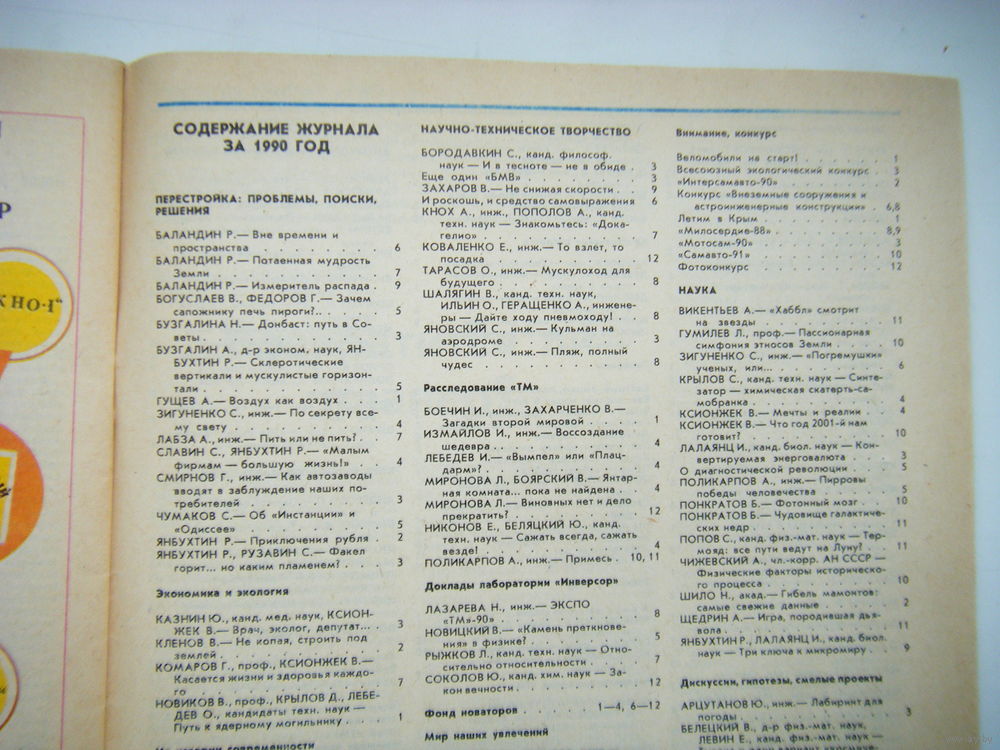 КНО-Г“
СОДЕРЖАНИЕ ЖУРНАЛА
ЗА 1990 ГОД
ПЕРЕСТРОЙКА: ПРОБЛЕМЫ, ПОИСКИ,
РЕШЕНИЯ
БАЛАНДИН Р.— Вне времени и
пространства . . . . . . . . . 6
БАЛАНДИН Р.— Потаенная мудрость
Земли . . . . . . . . . . . 7
БАЛАНДИН Р.— Измеритель распада . 9
БОГУСЛАЕВ В., ФЕДОРОВ Г.— Зачем
сапожнику печь пироги?.. . . . . 5
БУЗГАЛИНА Н.— Донбасс: путь в Со-
веты . . . . . . . . . . . . 3
БУЗГАЛИН А., д-р эконом. наук, ЯН-
БУХТИН Р.— Склеротические
вертикали и мускулистые горизон-
тали . . . . . . . . . . . . 5
ГУЩЕВ А.— Воздух как воздух . . . 1
ЗИГУНЕНКО С., инж.— По секрету все-
му свету . . . . . . . . . . 4
ЛАБЗА А., инж.— Пить или не пить? . . 7
СЛАВИН С., ЯНБУХТИН Р.— «Малым
фирмам — большую жизнь!» . . 4
СМИРНОВ Г., инж.— Как автозаводы
вводят в заблуждение наших по-
требителей . . . . . . . . . 3
ЧУМАКОВ С.— Об «Инстанции» и
«Одиссее» . . . . . . . . . 5
ЯНБУХТИН Р.— Приключения рубля . 2
ЯНБУХТИН Р., РУЗАВИН С.— Факел
горит... но каким пламенем? . . . 3
Экономика и экология
КАЗНИН Ю., канд. мед. наук, КСИОН-
ЖЕК В.— Врач, эколог, депутат... . 3
КЛЕНОВ В.— Не копая, строить под
землей . . . . . . . . . . . 2
КОМАРОВ Г., проф., КСИОНЖЕК В.—
Касается жизни и здоровья каждо-
го . . . . . . . . . . . . 7
НОВИКОВ В., проф., КРЫЛОВ Д., ЛЕБЕ-
ДЕВ О., кандидаты техн. наук —
Путь к ядерному могильнику . . . . 1
современности
НАУЧНО-ТЕХНИЧЕСКОЕ ТВОРЧЕСТВО
БОРОДАВКИН С., канд. философ.
наук — И в тесноте — не в обиде . 3
Еще один «БМВ» . . . . . . . . 3
ЗАХАРОВ В.— Не снижая скорости . . 9
И роскошь, и средство самовыражения 6
КНОХ А., инж., ПОПОЛОВ А., канд.
техн. наук — Знакомьтесь: «Дока-
гелио» . . . . . . . . . . . 7
КОВАЛЕНКО Е., инж.— То взлет, то
посадка . . . . . . . . . . 12
ТАРАСОВ О., инж.— Мускулоход для
будущего . . . . . . . . . . 8
ШАЛЯГИН В., канд. техн. наук,
ИЛЬИН О., ГЕРАЩЕНКО А., инжене-
ры — Дайте ходу пневмоходу! . . 8
ЯНОВСКИЙ С., инж.— Кульман на
аэродроме . . . . . . . . . 3
ЯНОВСКИЙ С., инж.— Пляж, полный
чудес . . . . . . . . . . . 8
Расследование «ТМ»
БОЕЧИН И., инж., ЗАХАРЧЕНКО В.—
Загадки второй мировой . . . . . 1
ИЗМАЙЛОВ И., инж.— Воссоздание
шедевра . . . . . . . . . . 4
ЛЕБЕДЕВ И.— «Вымпел» или «Плац-
дарм»? . . . . . . . . . . . 4
МИРОНОВА Л., БОЯРСКИЙ В.— Янтар-
ная комната... пока не найдена . . 4
МИРОНОВА Л.— Виновных нет и дело
прекратить? . . . . . . . . . 12
НИКОНОВ Е., БЕЛЯЦКИЙ Ю., канд.
техн. наук — Сажать всегда, сажать
везде! . . . . . . . . . . . 4
ПОЛИКАРПОВ А., инж.— Примесь . 10, 11
Доклады лаборатории «Инверсор»
ЛАЗАРЕВА Н., инж.— ЭКСПО
«ТМ»-90» . . . . . . . . . . 8
НОВИЦКИЙ В.— «Камень преткнове-
ния» в физике? . . . . . . . . 5
РЫЖКОВ Л., канд. техн. наук — Отно-
сительно относительности . . . . 7
СОКОЛОВ Ю., канд. хим. наук — За-
кон вечности . . . . . . . . . 12
Фонд новаторов . . . . . 1—4, 6—12
Мир наших увлечений
Внимание, конкурс
Веломобили на старт! . . . . . . 1
Всесоюзный экологический конкурс . 3
«Интерсамавто-90» . . . . . . . 2
Конкурс «Внеземные сооружения и
астроинженерные конструкции» . 6,8
Летим в Крым . . . . . . . . . 1
«Милосердие-88» . . . . . . . . 8,9
«Мотосам-90» . . . . . . . . . 3
«Самавто-91» . . . . . . . . . 10
Фотоконкурс . . . . . . . . . 12
НАУКА
ВИКЕНТЬЕВ А.— «Хаббл» смотрит
на звезды . . . . . . . . . . 11
ГУМИЛЕВ Л., проф.— Пассионарная
симфония этносов Земли . . . . 10
ЗИГУНЕНКО С., инж.— «Погремушки»
ученых, или... . . . . . . . . 6
КРЫЛОВ С., канд. техн. наук — Синте-
затор — химическая скатерть-са-
мобранка . . . . . . . . . . 4
КСИОНЖЕК В.— Мечты и реалии . . 4
КСИОНЖЕК В.— Что год 2001-й нам
готовит? . . . . . . . . . . 10
ЛАЛАЯНЦ И., канд. биол. наук — Кон-
вертируемая энерговалюта . . . 3
О диагностической революции . . . 5
ПОЛИКАРПОВ А., инж.— Пирровы
победы человечества . . . . . . 5
ПОНКРАТОВ Б.— Фотонный мозг . . 10
ПОНКРАТОВ Б.— Чудовище галактиче-
ских недр . . . . . . . . . . 11
ПОПОВ С., канд. физ.-мат. наук — Тер-
мояд: все пути ведут на Луну? . . 11
ЧИЖЕВСКИЙ А., чл.-корр. АН СССР —
Физические факторы историческо-
го процесса . . . . . . . . . 10
ШИЛО Н., акад.— Гибель мамонтов:
самые свежие данные . . . . . . 2
ЩЕДРИН А.— Игра, породившая дья-
вола . . . . . . . . . . . . 11
ЯНБУХТИН Р., ЛАЛАЯНЦ И., канд. биол.
наук — Три ключа к микромиру . . 9
Дискуссии, гипотезы, смелые проекты
АРЦУТАНОВ Ю., инж.— Лабиринт для
погоды . . . . . . . . . . . 3
БЕЛЕЦКИЙ В., д-р физ.-мат. наук,
ЛЕВИН Е., канд. физ.-мат. наук —